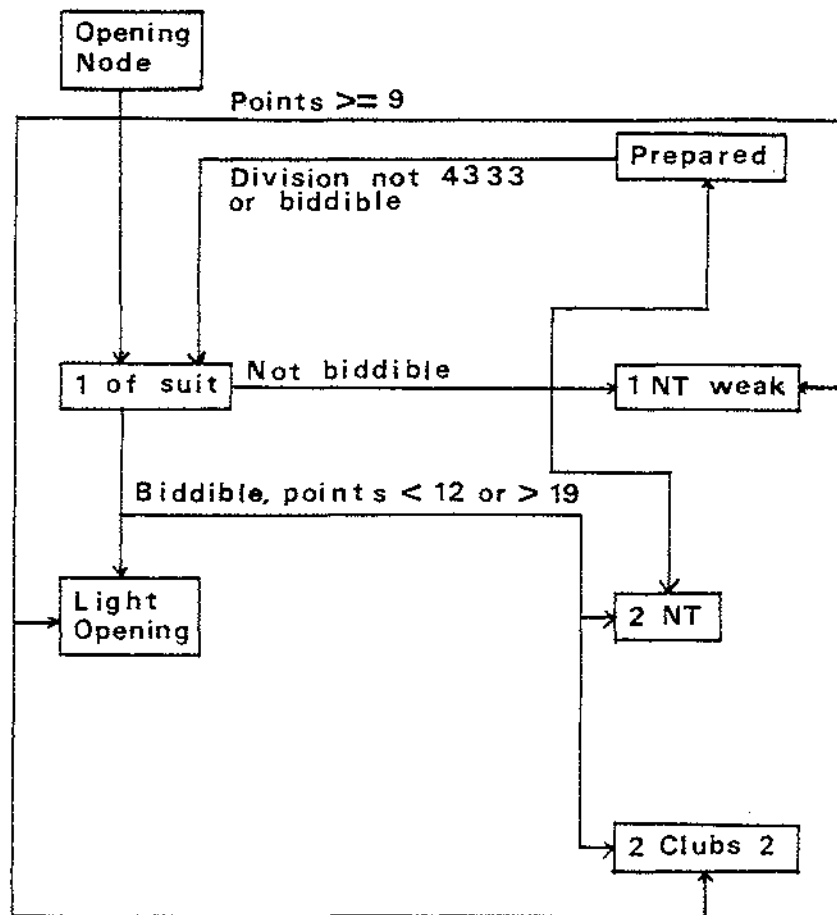 Opening
Node
Points >= 9
Prepared
Division not 4333
or biddible
1 of suit
Not biddible
1 NT weak
Biddible, points < 12 or > 19
Light
Opening
2 NT
2 Clubs 2